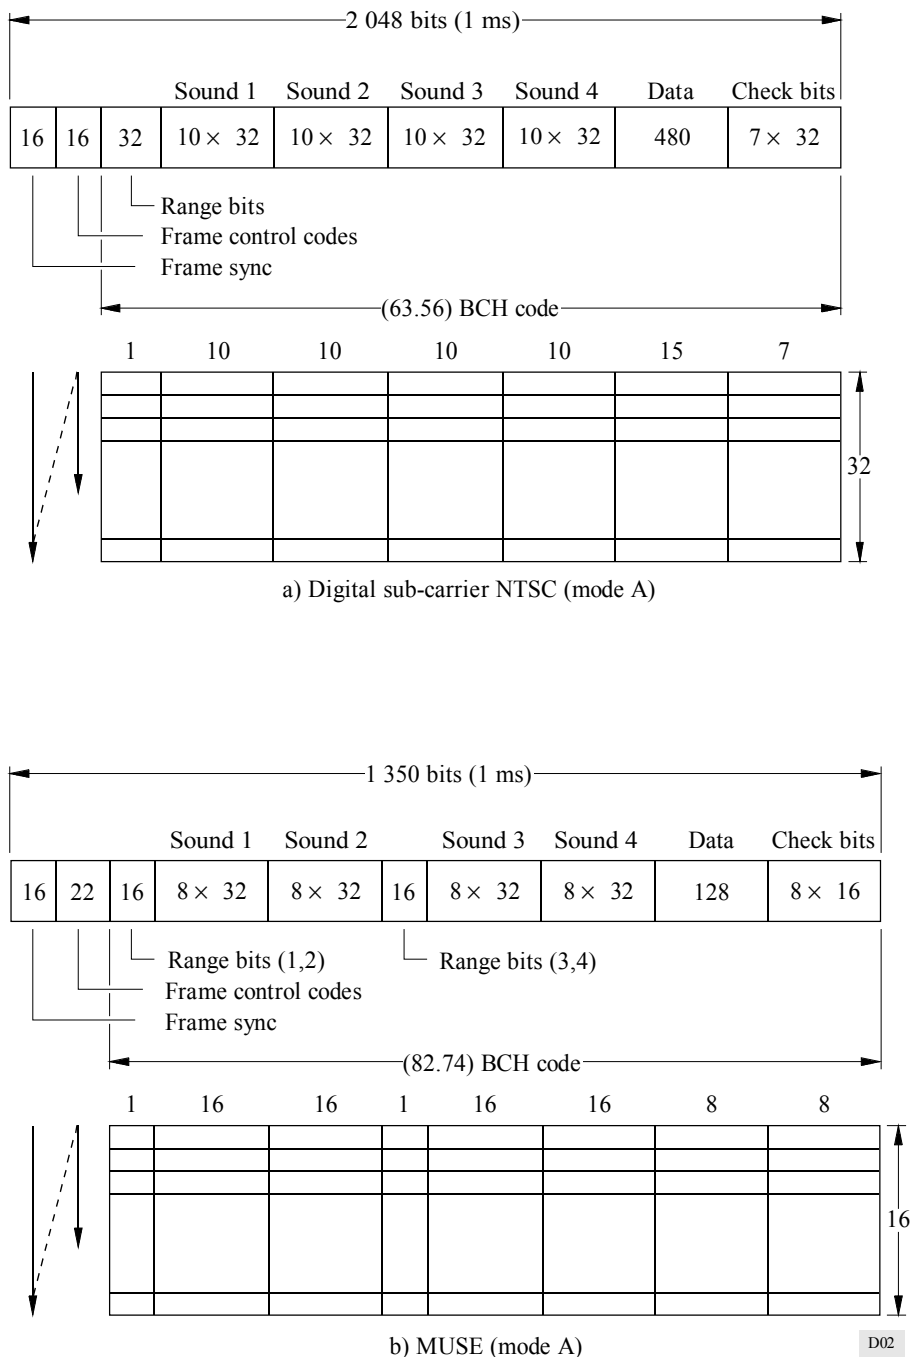 2 048 bits (1 ms)
Sound 1 Sound 2 Sound 3 Sound 4 Data Check bits
16 16 32 10 × 32 10 × 32 10 × 32 10 × 32 480 7 × 32
Range bits
Frame control codes
Frame sync
(63.56) BCH code
1 10 10 10 10 15 7
32
a) Digital sub-carrier NTSC (mode A)
1 350 bits (1 ms)
Sound 1 Sound 2 Sound 3 Sound 4 Data Check bits
16 22 16 8 × 32 8 × 32 16 8 × 32 8 × 32 128 8 × 16
Range bits (1,2) Range bits (3,4)
Frame control codes
Frame sync
(82.74) BCH code
1 16 16 1 16 16 8 8
16
b) MUSE (mode A)
D02